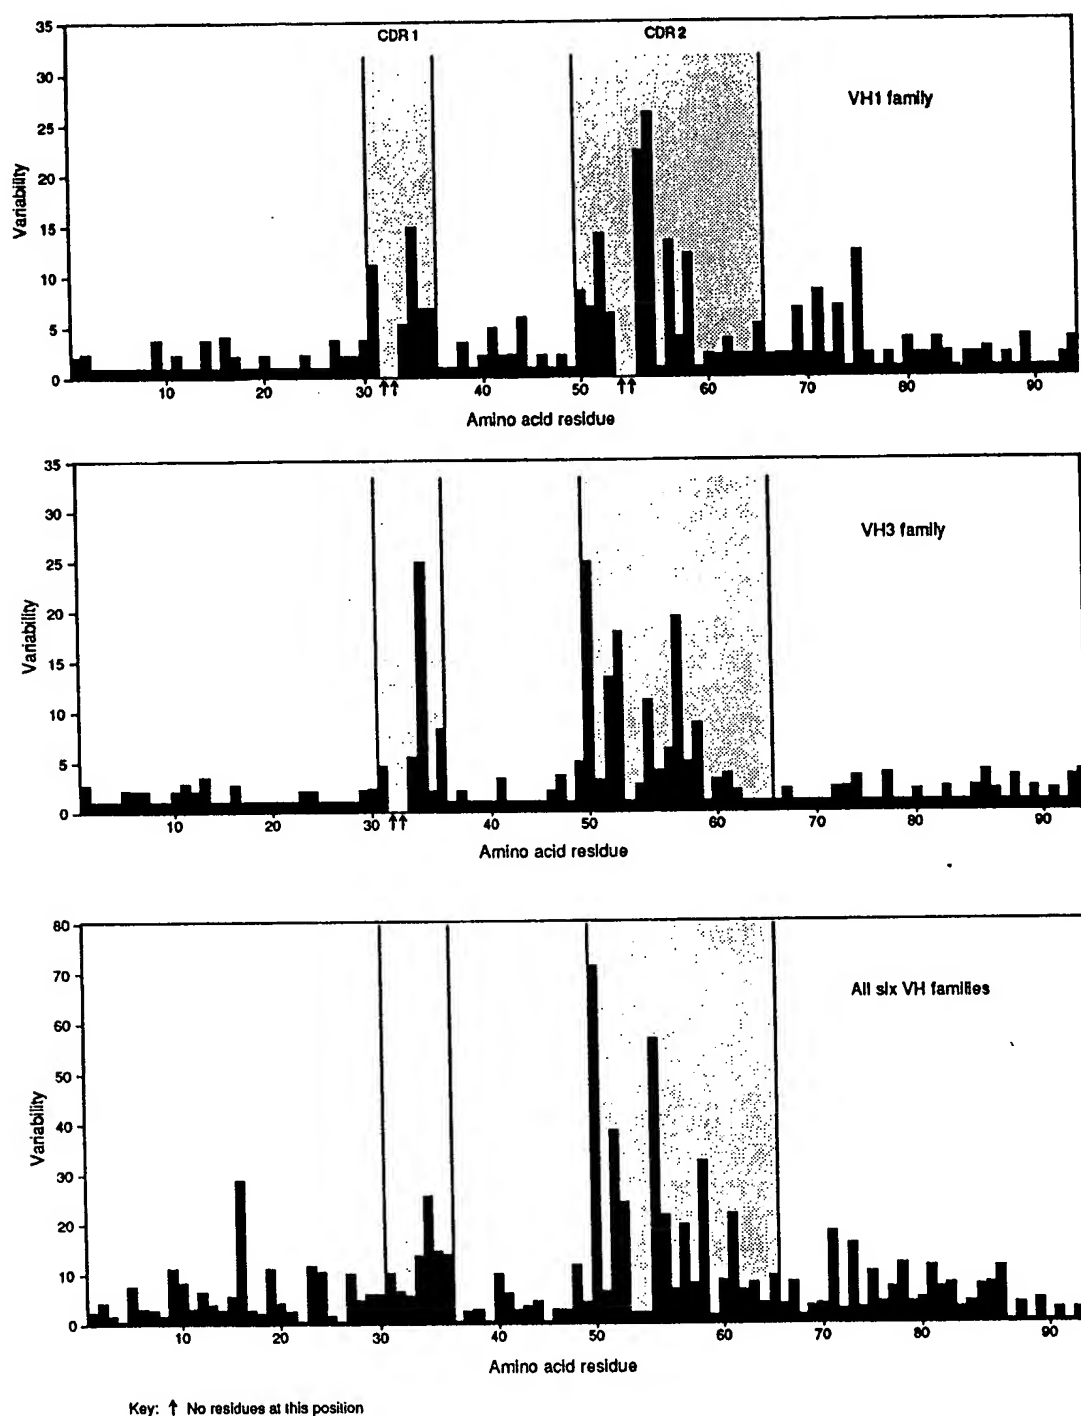 35
30
25
20
15
10
5
0
Variability
CDR 1
CDR 2
VH1 family
10 20 30 40 50 60 70 80 90
Amino acid residue
35
30
25
20
15
10
5
0
Variability
VH3 family
10 20 30 40 50 60 70 80 90
Amino acid residue
80
70
60
50
40
30
20
10
0
Variability
All six VH families
10 20 30 40 50 60 70 80 90
Amino acid residue
Key: ↑ No residues at this position